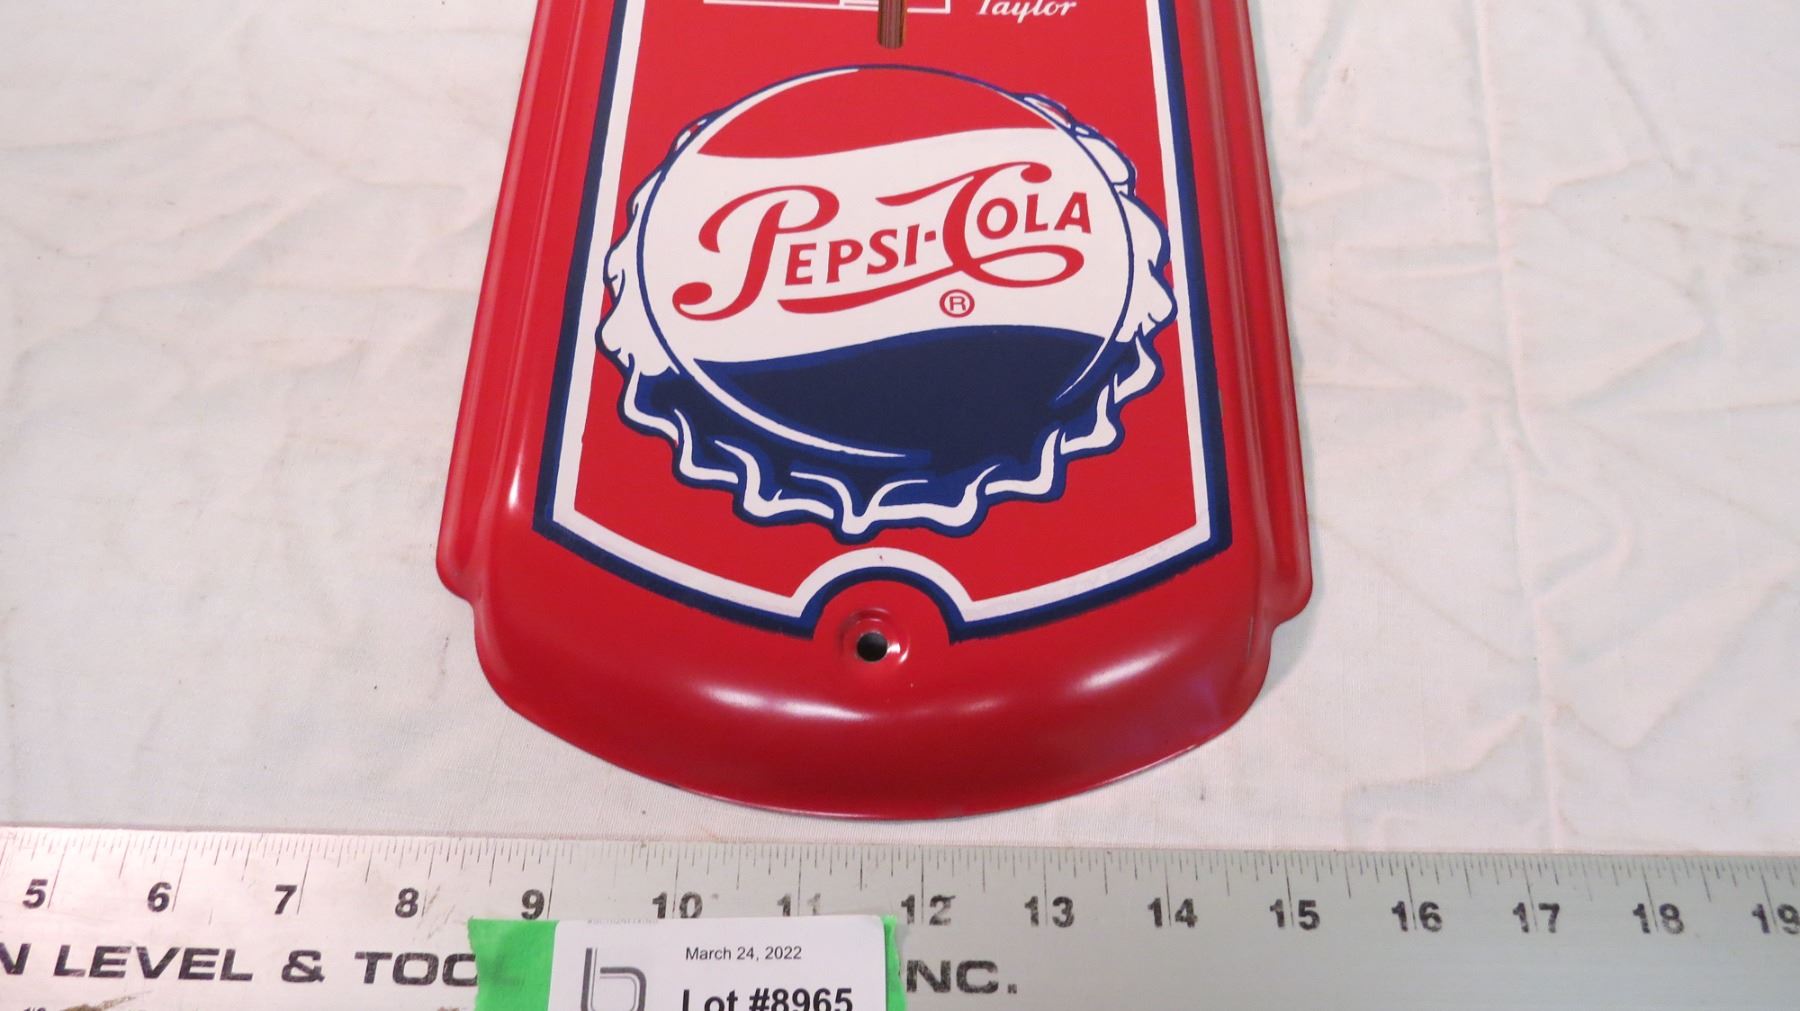 Taylor
PEPSI-COLA
®
5 6 7 8 9 10 11 12 13 14 15 16 17 18 19
N LEVEL & TOO
NC.
March 24, 2022
Lot #8965